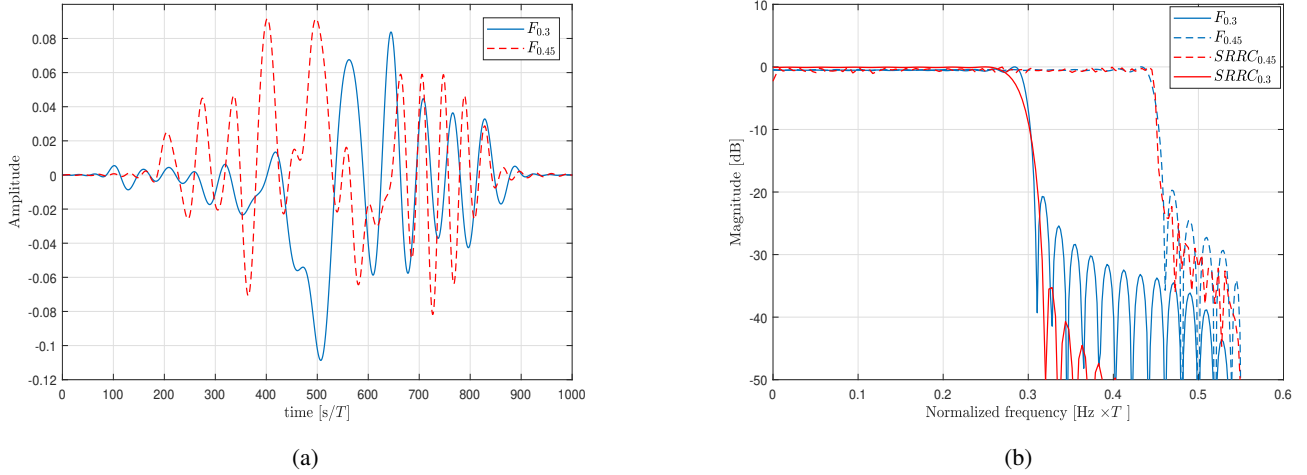 0.08
0.06
0.04
0.02
0
-0.02
-0.04
-0.06
-0.08
-0.1
-0.12
Amplitude
0 100 200 300 400 500 600 700 800 900 1000
time [s/T]
F0.3
F0.45
(a)
10
0
-10
-20
-30
-40
-50
Magnitude [dB]
0 0.1 0.2 0.3 0.4 0.5 0.6
Normalized frequency [Hz ×T ]
F0.3
F0.45
SRRC0.45
SRRC0.3
(b)